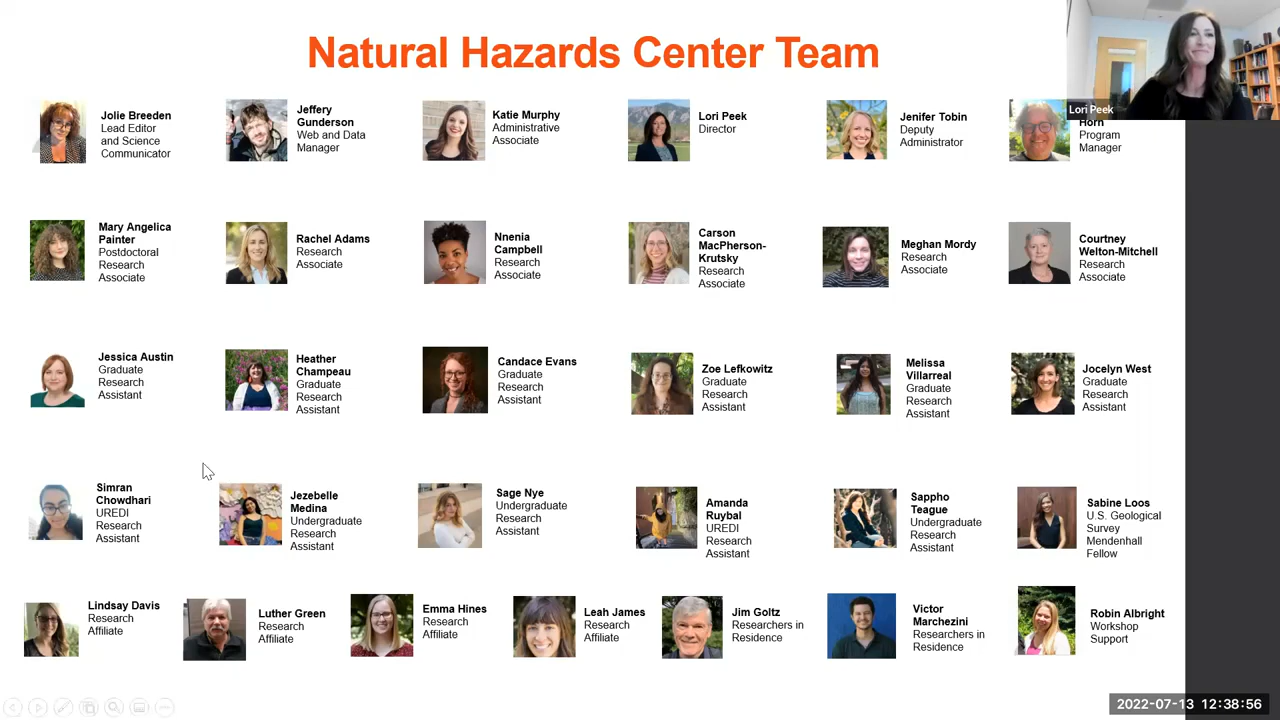 Natural Hazards Center Team
Lori Peek
Jolie Breeden
Lead Editor
and Science
Communicator
Jeffery
Gunderson
Web and Data
Manager
Katie Murphy
Administrative
Associate
Lori Peek
Director
Jenifer Tobin
Deputy
Administrator
Horn
Program
Manager
Mary Angelica
Painter
Postdoctoral
Research
Associate
Rachel Adams
Research
Associate
Nnenia
Campbell
Research
Associate
Carson
MacPherson-
Krutsky
Research
Associate
Meghan Mordy
Research
Associate
Courtney
Welton-Mitchell
Research
Associate
Jessica Austin
Graduate
Research
Assistant
Heather
Champeau
Graduate
Research
Assistant
Candace Evans
Graduate
Research
Assistant
Zoe Lefkowitz
Graduate
Research
Assistant
Melissa
Villarreal
Graduate
Research
Assistant
Jocelyn West
Graduate
Research
Assistant
Simran
Chowdhari
UREDI
Research
Assistant
Jezebelle
Medina
Undergraduate
Research
Assistant
Sage Nye
Undergraduate
Research
Assistant
Amanda
Ruybal
UREDI
Research
Assistant
Sappho
Teague
Undergraduate
Research
Assistant
Sabine Loos
U.S. Geological
Survey
Mendenhall
Fellow
Lindsay Davis
Research
Affiliate
Luther Green
Research
Affiliate
Emma Hines
Research
Affiliate
Leah James
Research
Affiliate
Jim Goltz
Researchers in
Residence
Victor
Marchezini
Researchers in
Residence
Robin Albright
Workshop
Support
2022-07-13 12:38:56